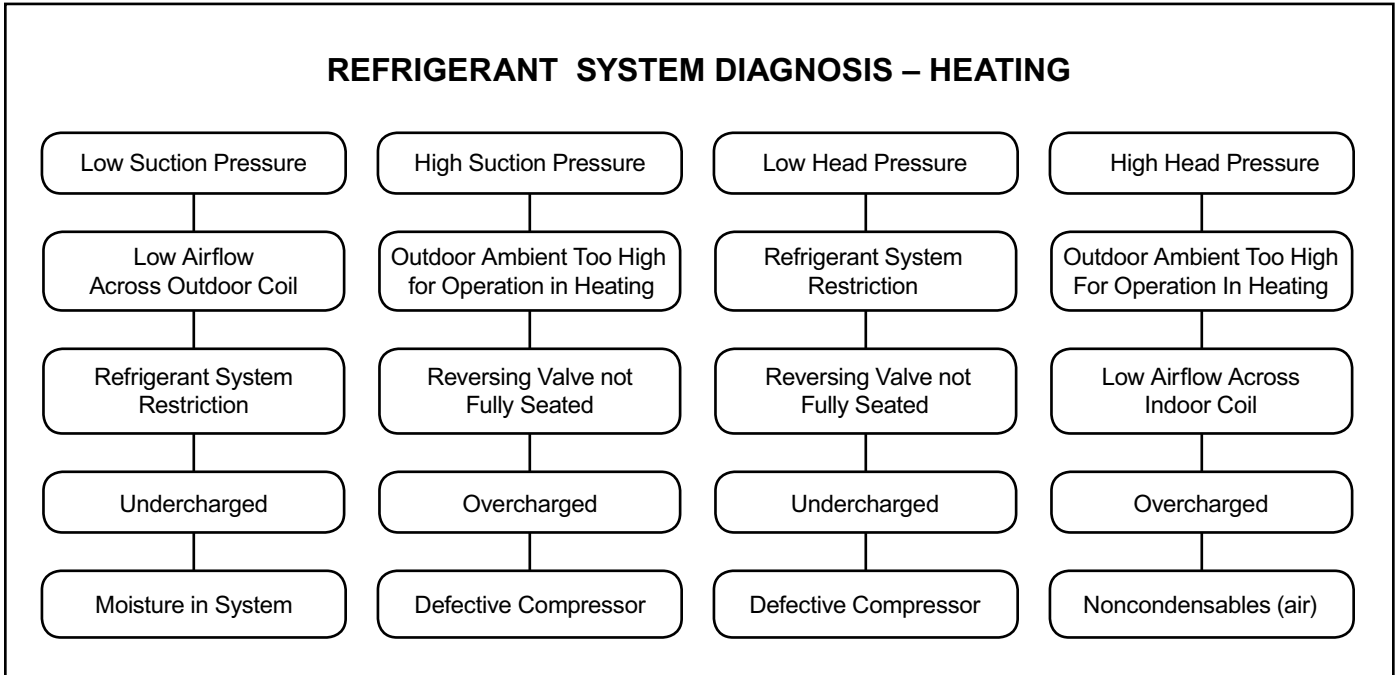 REFRIGERANT SYSTEM DIAGNOSIS – HEATING
Low Suction Pressure
Low Airflow
Across Outdoor Coil
Refrigerant System
Restriction
Undercharged
Moisture in System
High Suction Pressure
Outdoor Ambient Too High
for Operation in Heating
Reversing Valve not
Fully Seated
Overcharged
Defective Compressor
Low Head Pressure
Refrigerant System
Restriction
Reversing Valve not
Fully Seated
Undercharged
Defective Compressor
High Head Pressure
Outdoor Ambient Too High
For Operation In Heating
Low Airflow Across
Indoor Coil
Overcharged
Noncondensables (air)